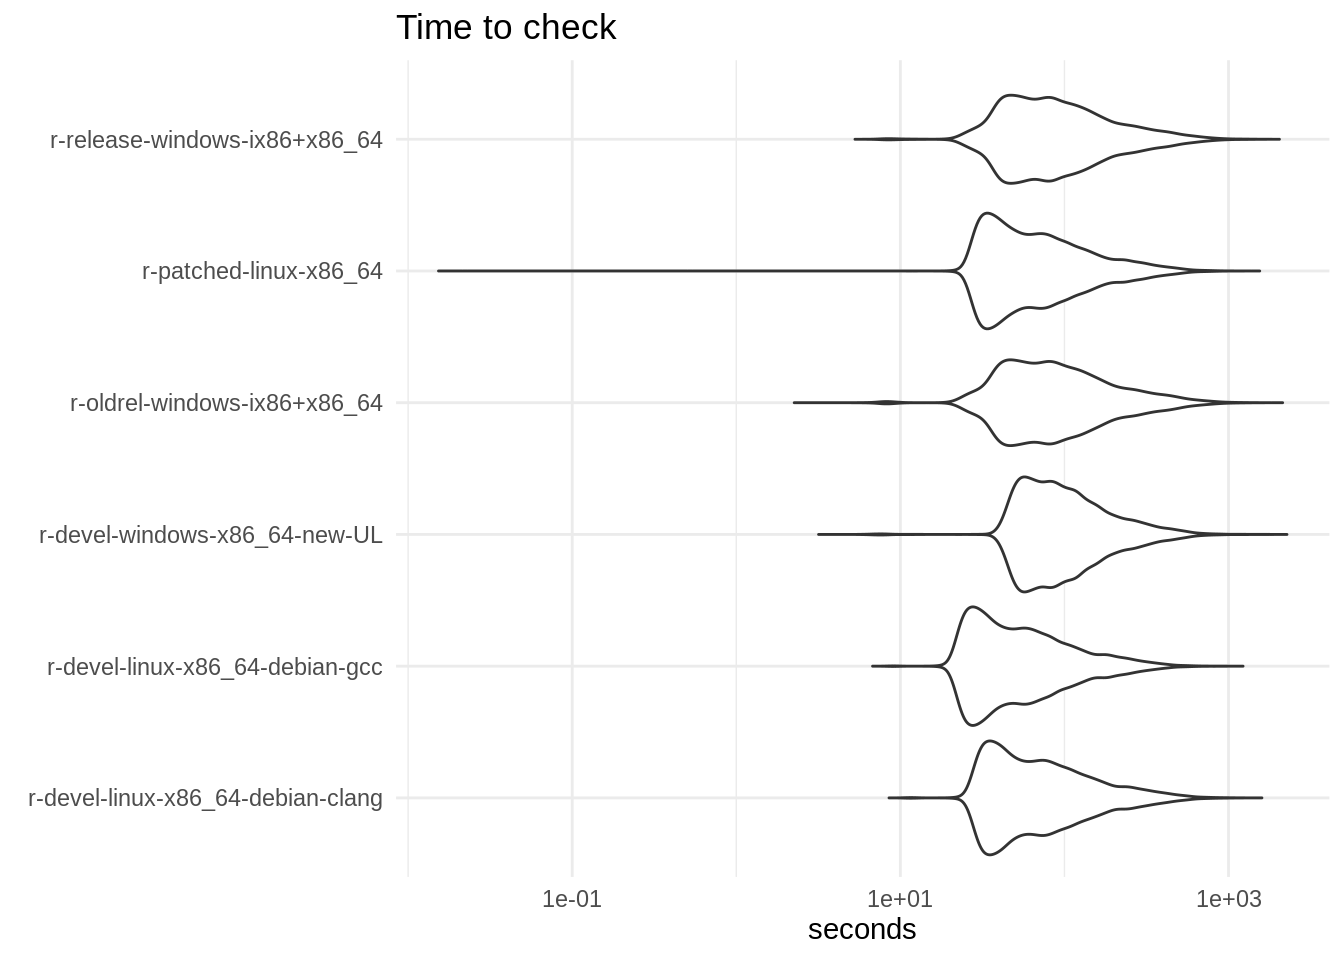 Time to check
r-release-windows-ix86+x86_64
r-patched-linux-x86_64
r-oldrel-windows-ix86+x86_64
r-devel-windows-x86_64-new-UL
r-devel-linux-x86_64-debian-gcc
r-devel-linux-x86_64-debian-clang
1e-01 1e+01 1e+03
seconds